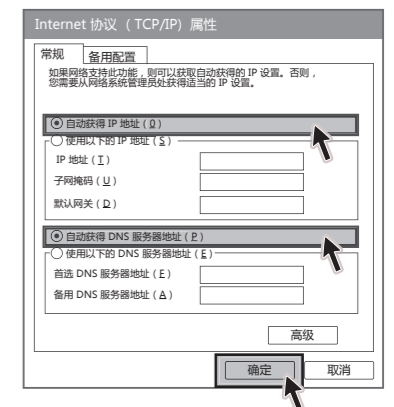 Internet 协议 （TCP/IP) 属性
常规 备用配置
如果网络支持此功能，则可以获取自动获得的 IP 设置。否则，
您需要从网络系统管理员处获得适当的 IP 设置。
自动获得 IP 地址 ( 0 )
使用以下的 IP 地址 ( S )
IP 地址 ( I )
子网掩码 ( U )
默认网关 ( D )
自动获得 DNS 服务器地址 ( P )
使用以下的 DNS 服务器地址 ( E )
首选 DNS 服务器地址 ( F )
备用 DNS 服务器地址 ( A )
高级
确定 取消